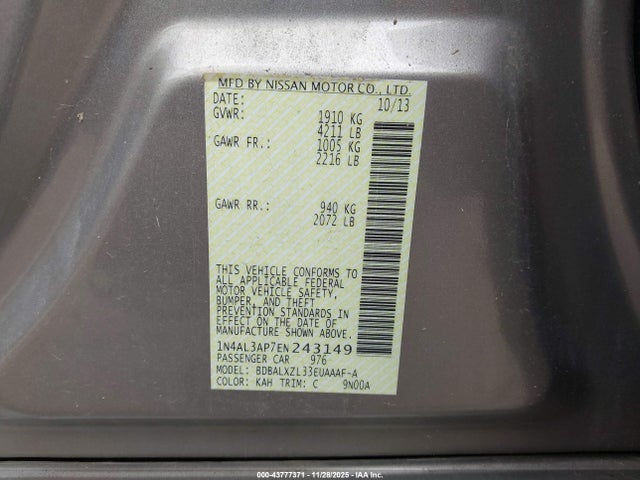 MFD BY NISSAN MOTOR CO., LTD.
DATE: 10/13
GVWR: 1910 KG
4211 LB
GAWR FR.: 1005 KG
2216 LB
GAWR RR.: 940 KG
2072 LB
THIS VEHICLE CONFORMS TO
ALL APPLICABLE FEDERAL
MOTOR VEHICLE SAFETY,
BUMPER, AND THEFT
PREVENTION STANDARDS IN
EFFECT ON THE DATE OF
MANUFACTURE SHOWN ABOVE.
1N4AL3AP7EN243149
PASSENGER CAR 976
MODEL: BDBALXZL33EUAAAF-A
COLOR: KAH TRIM: C 9N00A
000-43777371 | 11/28/2025 - IAA, Inc.